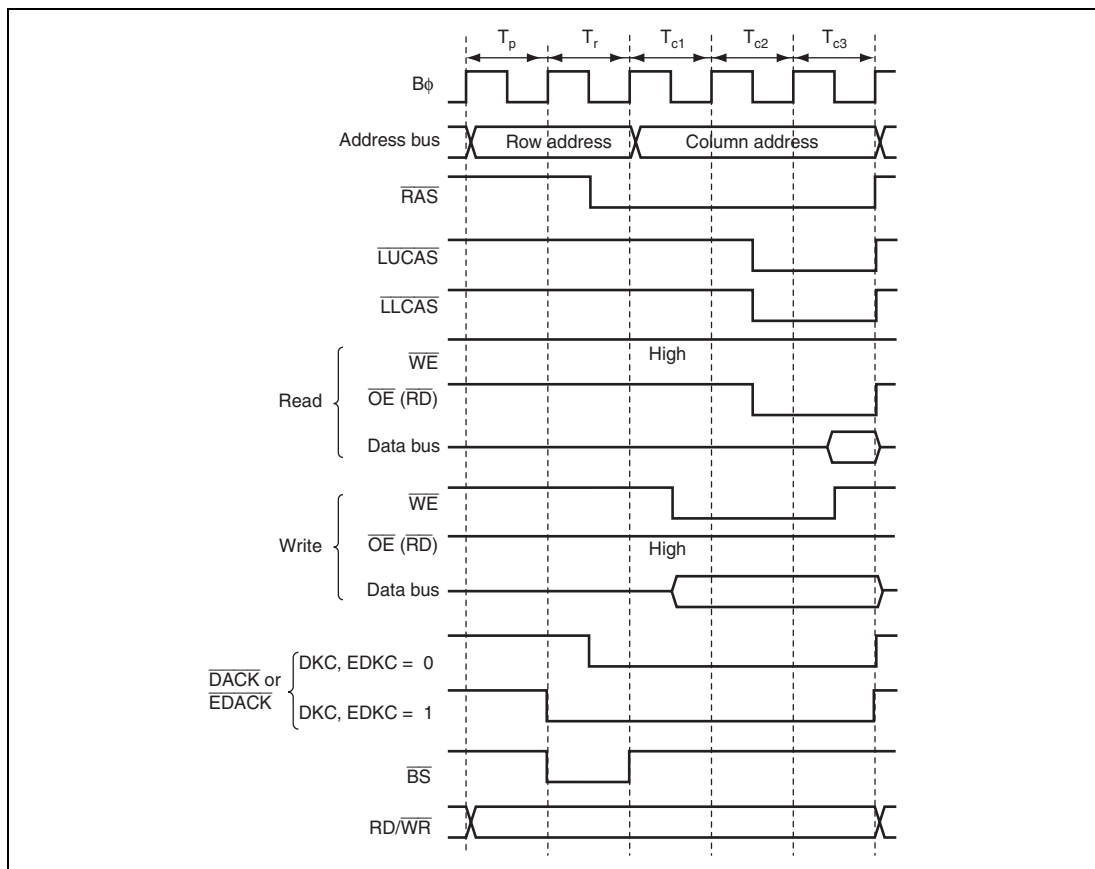 Tp Tr Tc1 Tc2 Tc3
Bφ
Address bus Row address Column address
RAS
LUCAS
LLCAS
WE High
Read OE (RD)
Data bus
WE
Write OE (RD) High
Data bus
DACK or EDACK
DKC, EDKC = 0
DKC, EDKC = 1
BS
RD/WR